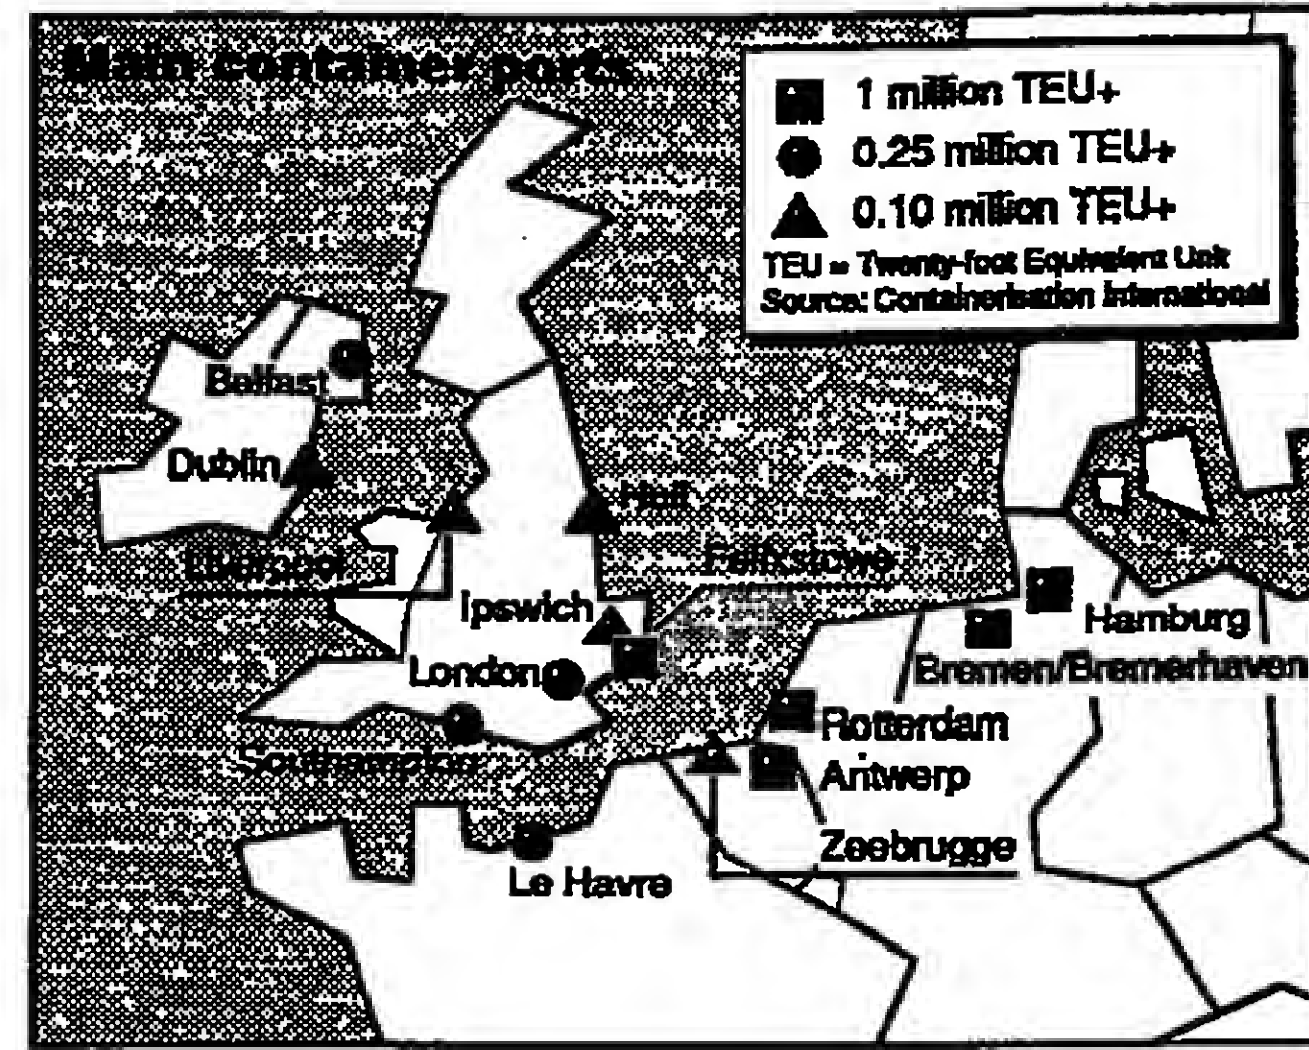 Main container ports
1 million TEU+
0.25 million TEU+
0.10 million TEU+
TEU = Twenty-foot Equivalent Unit
Source: Containerisation International
Belfast
Dublin
Hull
Liverpool
Felixstowe
Ipswich
Hamburg
London
Bremen/Bremerhaven
Rotterdam
Southampton
Antwerp
Zeebrugge
Le Havre